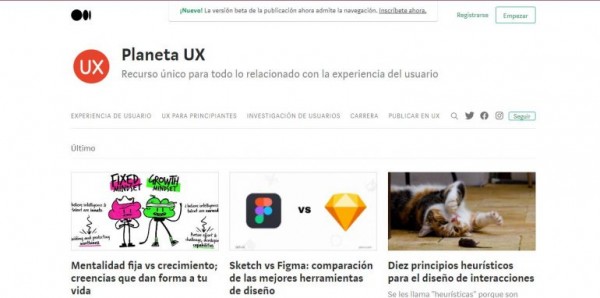 ¡Nuevo! La versión beta de la publicación ahora admite la navegación. Inscríbete ahora.
Registrarse
Empezar
UX
Planeta UX
Recurso único para todo lo relacionado con la experiencia del usuario
EXPERIENCIA DE USUARIO UX PARA PRINCIPIANTES INVESTIGACIÓN DE USUARIOS CARRERA PUBLICAR EN UX
Seguir
Último
FIXED MINDSET
GROWTH MINDSET
VS
Mentalidad fija vs crecimiento;
creencias que dan forma a tu
vida
Sketch vs Figma: comparación
de las mejores herramientas
de diseño
Diez principios heurísticos
para el diseño de interacciones
Se les llama "heurísticas" porque son